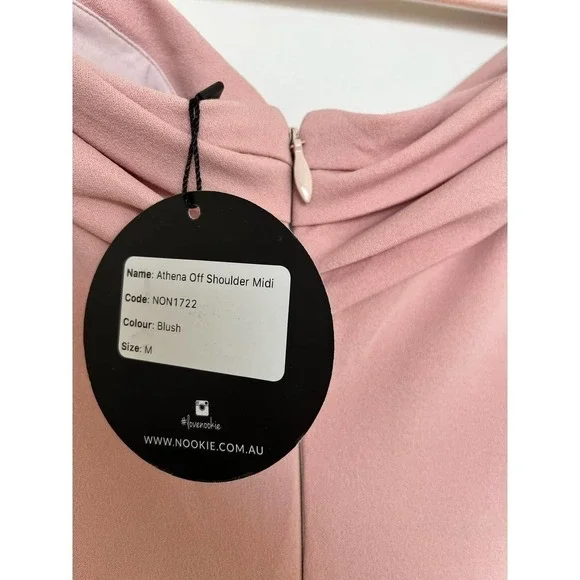 Name: Athena Off Shoulder Midi
Code: NON1722
Colour: Blush
Size: M
#lovenookie
WWW.NOOKIE.COM.AU